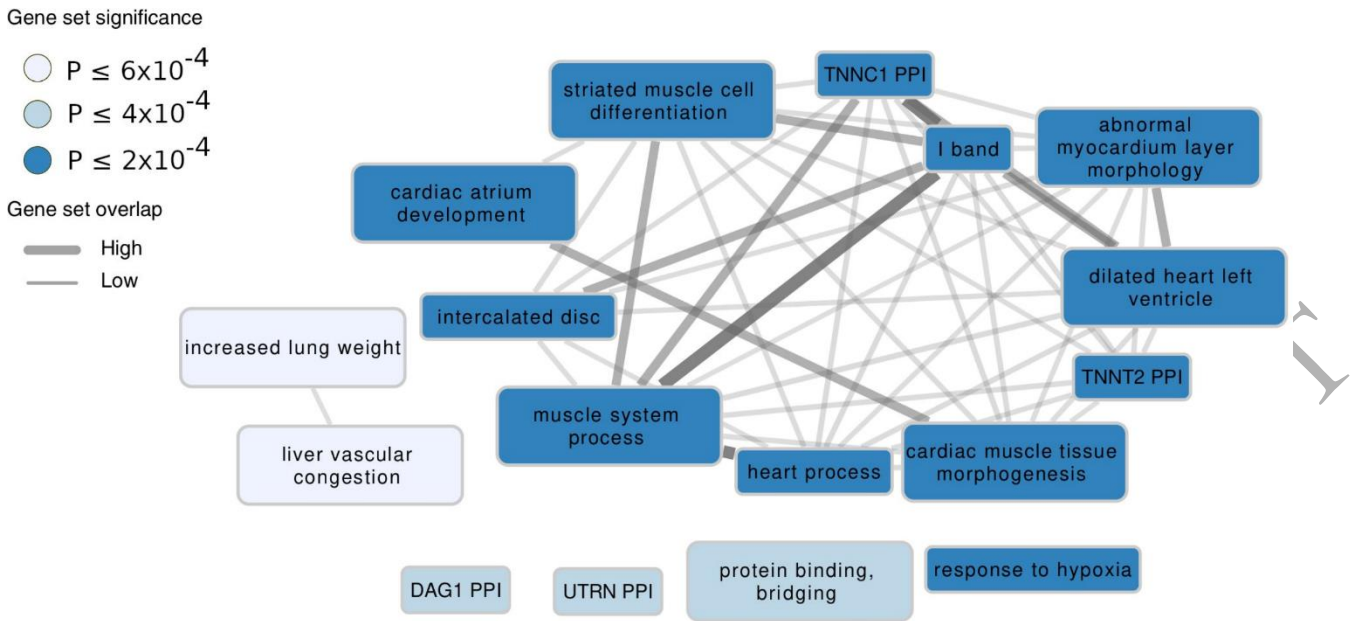 Gene set significance
P ≤ 6x10-4
P ≤ 4x10-4
P ≤ 2x10-4
Gene set overlap
High
Low
striated muscle cell
differentiation
TNNC1 PPI
I band
abnormal
myocardium layer
morphology
cardiac atrium
development
dilated heart left
ventricle
intercalated disc
increased lung weight
TNNT2 PPI
muscle system
process
liver vascular
congestion
heart process
cardiac muscle tissue
morphogenesis
DAG1 PPI
UTRN PPI
protein binding,
bridging
response to hypoxia